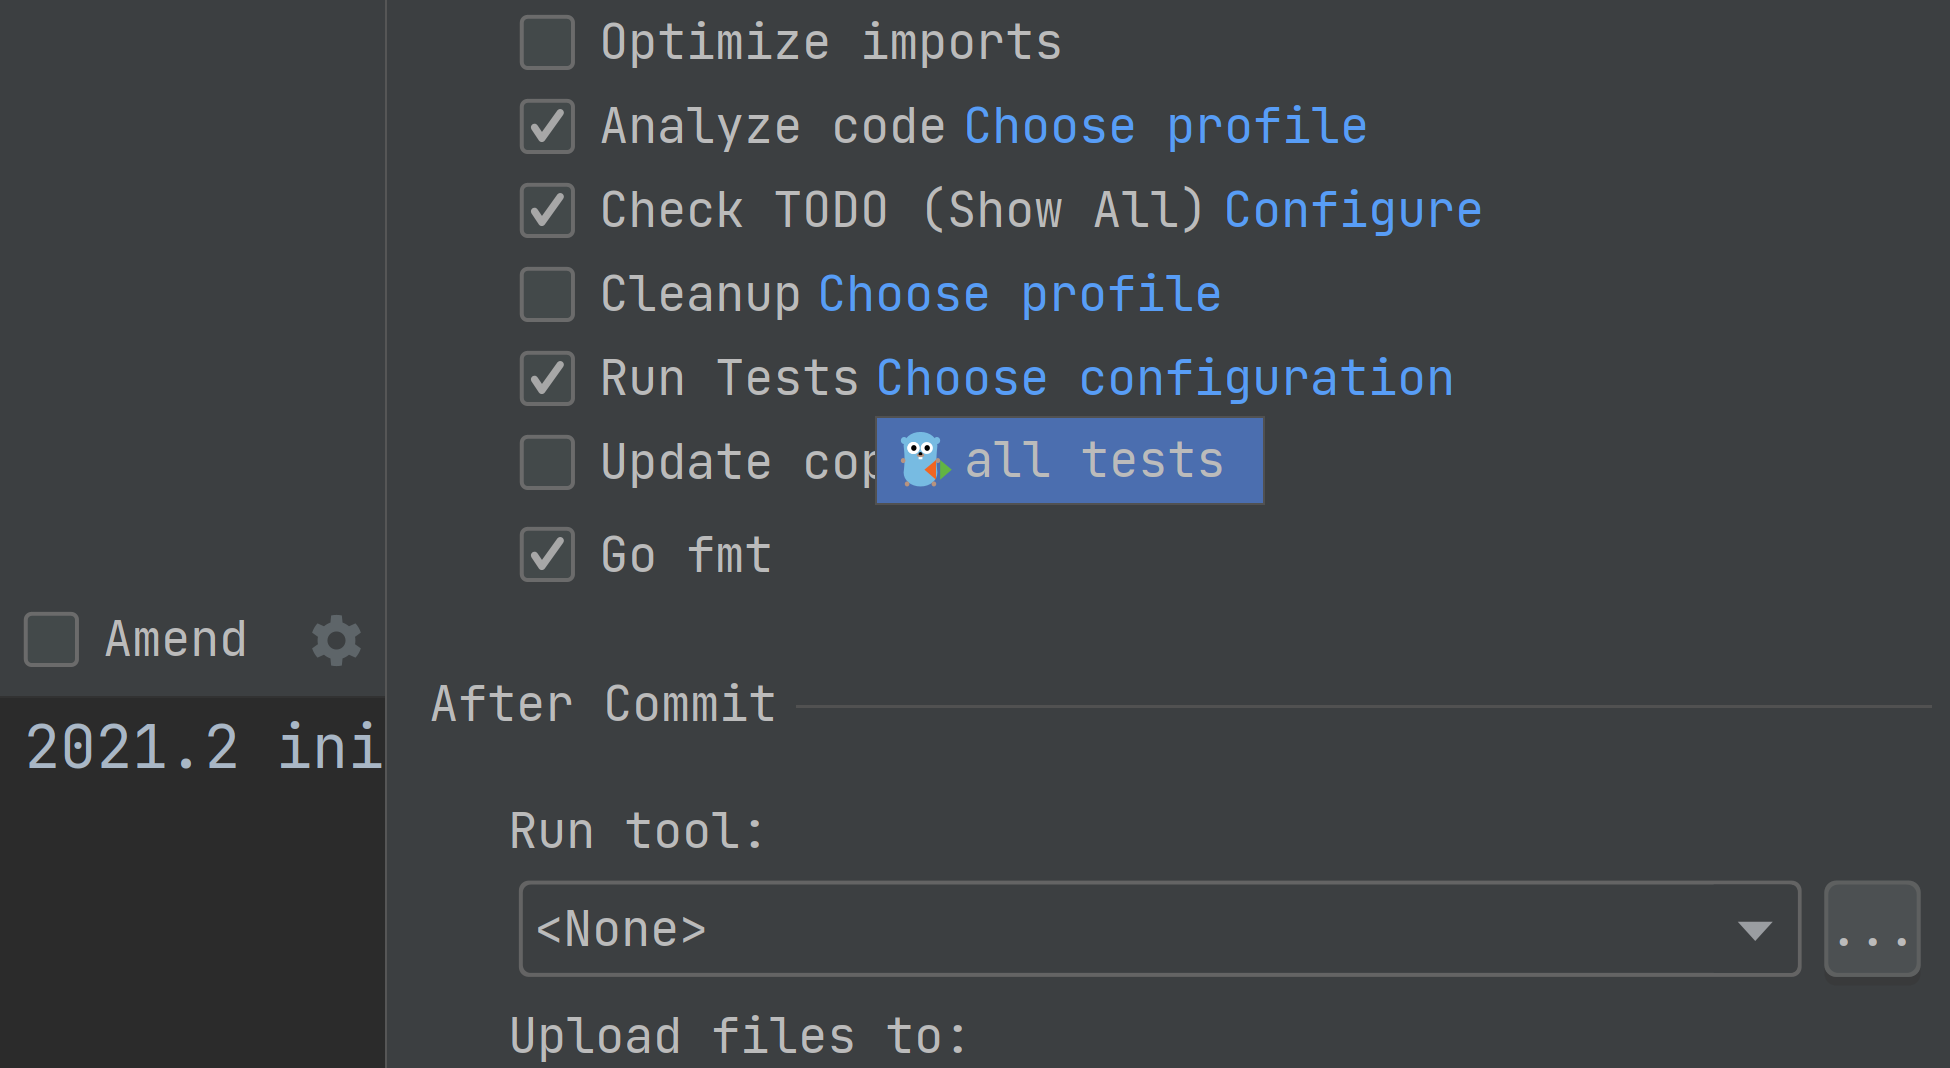 Optimize imports
Analyze code Choose profile
Check TODO (Show All) Configure
Cleanup Choose profile
Run Tests Choose configuration
Update
all tests
Go fmt
Amend
After Commit
2021.2 ini
Run tool:
<None>
...
Upload files to: